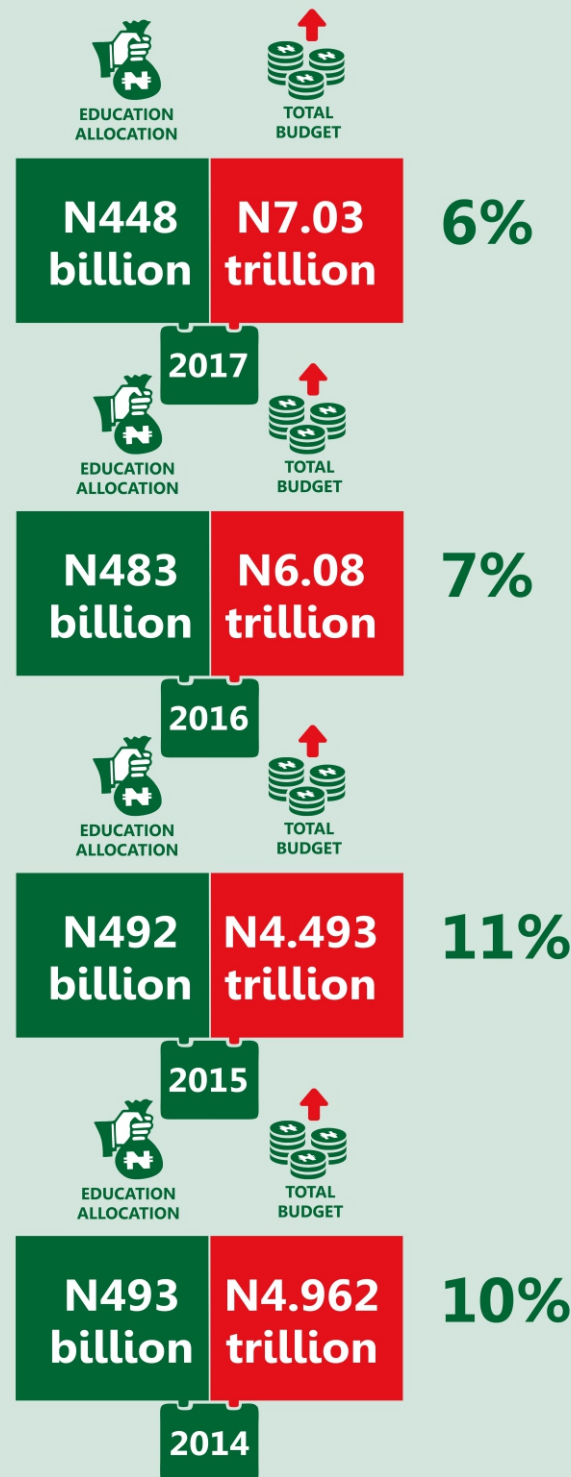 EDUCATION
ALLOCATION
TOTAL
BUDGET
N448
billion
N7.03
trillion
6%
2017
EDUCATION
ALLOCATION
TOTAL
BUDGET
N483
billion
N6.08
trillion
7%
2016
EDUCATION
ALLOCATION
TOTAL
BUDGET
N492
billion
N4.493
trillion
11%
2015
EDUCATION
ALLOCATION
TOTAL
BUDGET
N493
billion
N4.962
trillion
10%
2014